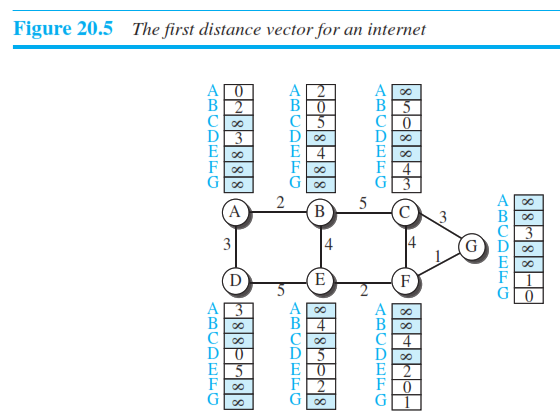 Figure 20.5 The first distance vector for an internet
A 0 A 2 A ∞
B 2 B 0 B 5
C ∞ C 5 C 0
D 3 D ∞ D ∞
E ∞ E 4 E ∞
F ∞ F ∞ F 4
G ∞ G ∞ G 3
2 5
A B C 3
A ∞
B ∞
C 3
D ∞
E ∞
F 1
G 0
3 4 4 G
1
D E F
5 2
A 3 A ∞ A ∞
B ∞ B 4 B ∞
C ∞ C ∞ C 4
D 0 D 5 D ∞
E 5 E 0 E 2
F ∞ F 2 F 0
G ∞ G ∞ G 1